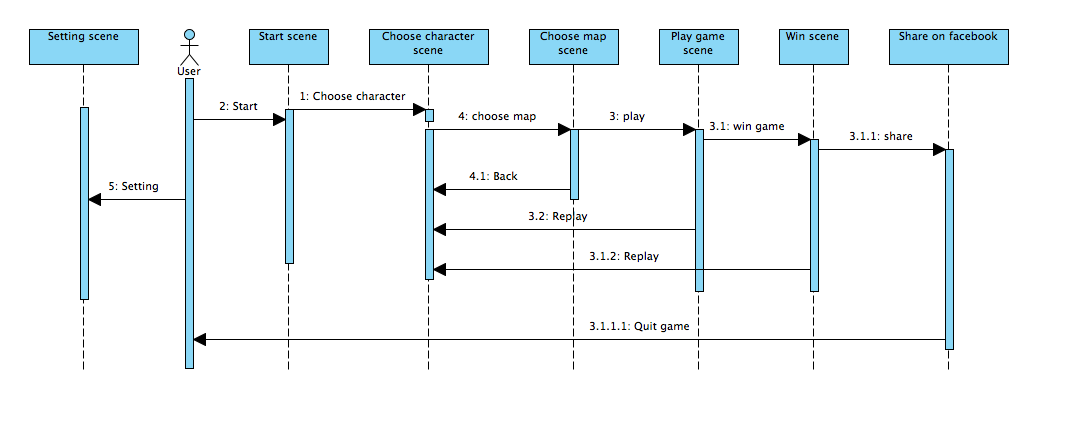 Setting scene
User
Start scene
Choose character
scene
Choose map
scene
Play game
scene
Win scene
Share on facebook
1: Choose character
2: Start
4: choose map
3: play
3.1: win game
3.1.1: share
4.1: Back
5: Setting
3.2: Replay
3.1.2: Replay
3.1.1.1: Quit game